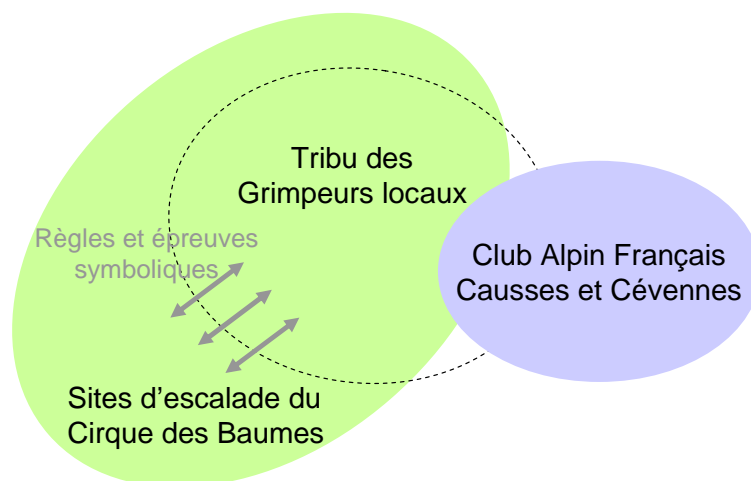 Tribu des
Grimpeurs locaux
Règles et épreuves
symboliques
Club Alpin Français
Causses et Cévennes
Sites d’escalade du
Cirque des Baumes